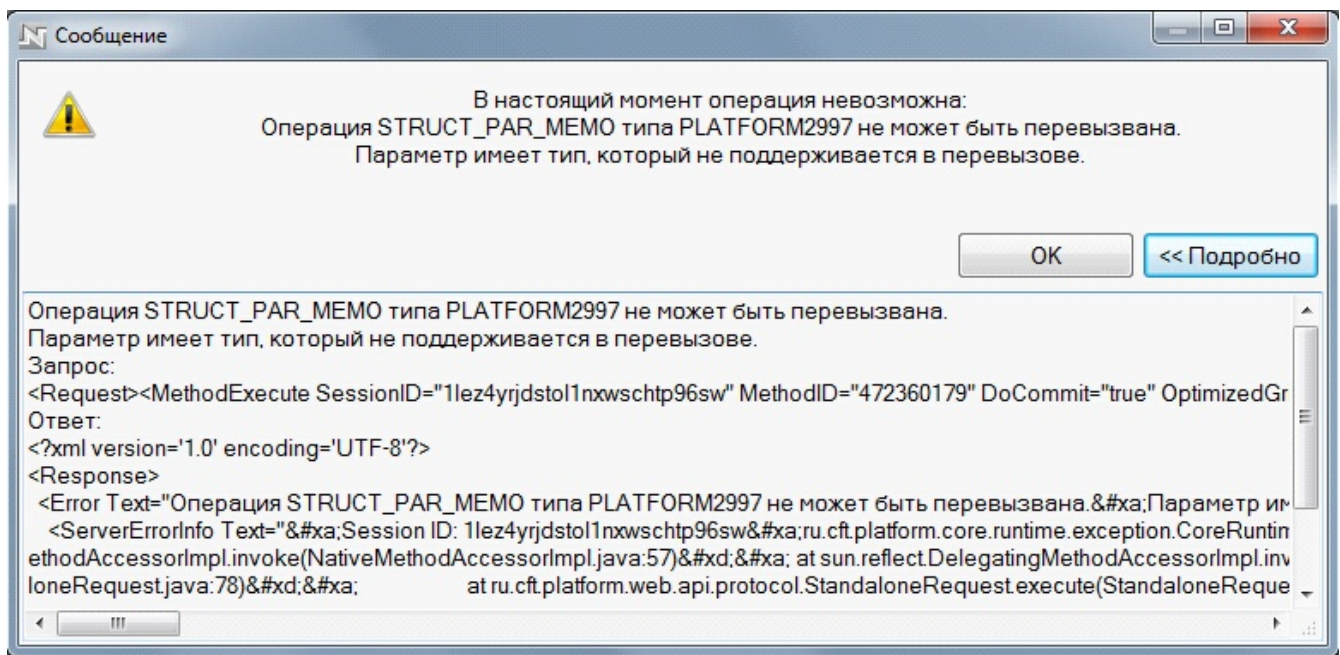 Сообщение
В настоящий момент операция невозможна:
Операция STRUCT_PAR_MEMO типа PLATFORM2997 не может быть перевызвана.
Параметр имеет тип, который не поддерживается в перевызове.
OK
<< Подробно
Операция STRUCT_PAR_MEMO типа PLATFORM2997 не может быть перевызвана.
Параметр имеет тип, который не поддерживается в перевызове.
Запрос:
<Request><MethodExecute SessionID="1lez4yrjdstol1nxwschtp96sw" MethodID="472360179" DoCommit="true" OptimizedGr
Ответ:
<?xml version='1.0' encoding='UTF-8'?>
<Response>
<Error Text="Операция STRUCT_PAR_MEMO типа PLATFORM2997 не может быть перевызвана.&#xa;Параметр им
<ServerErrorInfo Text="&#xa;Session ID: 1lez4yrjdstol1nxwschtp96sw&#xa;ru.cft.platform.core.runtime.exception.CoreRuntim
ethodAccessorImpl.invoke(NativeMethodAccessorImpl.java:57)&#xd;&#xa; at sun.reflect.DelegatingMethodAccessorImpl.inv
loneRequest.java:78)&#xd;&#xa; at ru.cft.platform.web.api.protocol.StandaloneRequest.execute(StandaloneReque